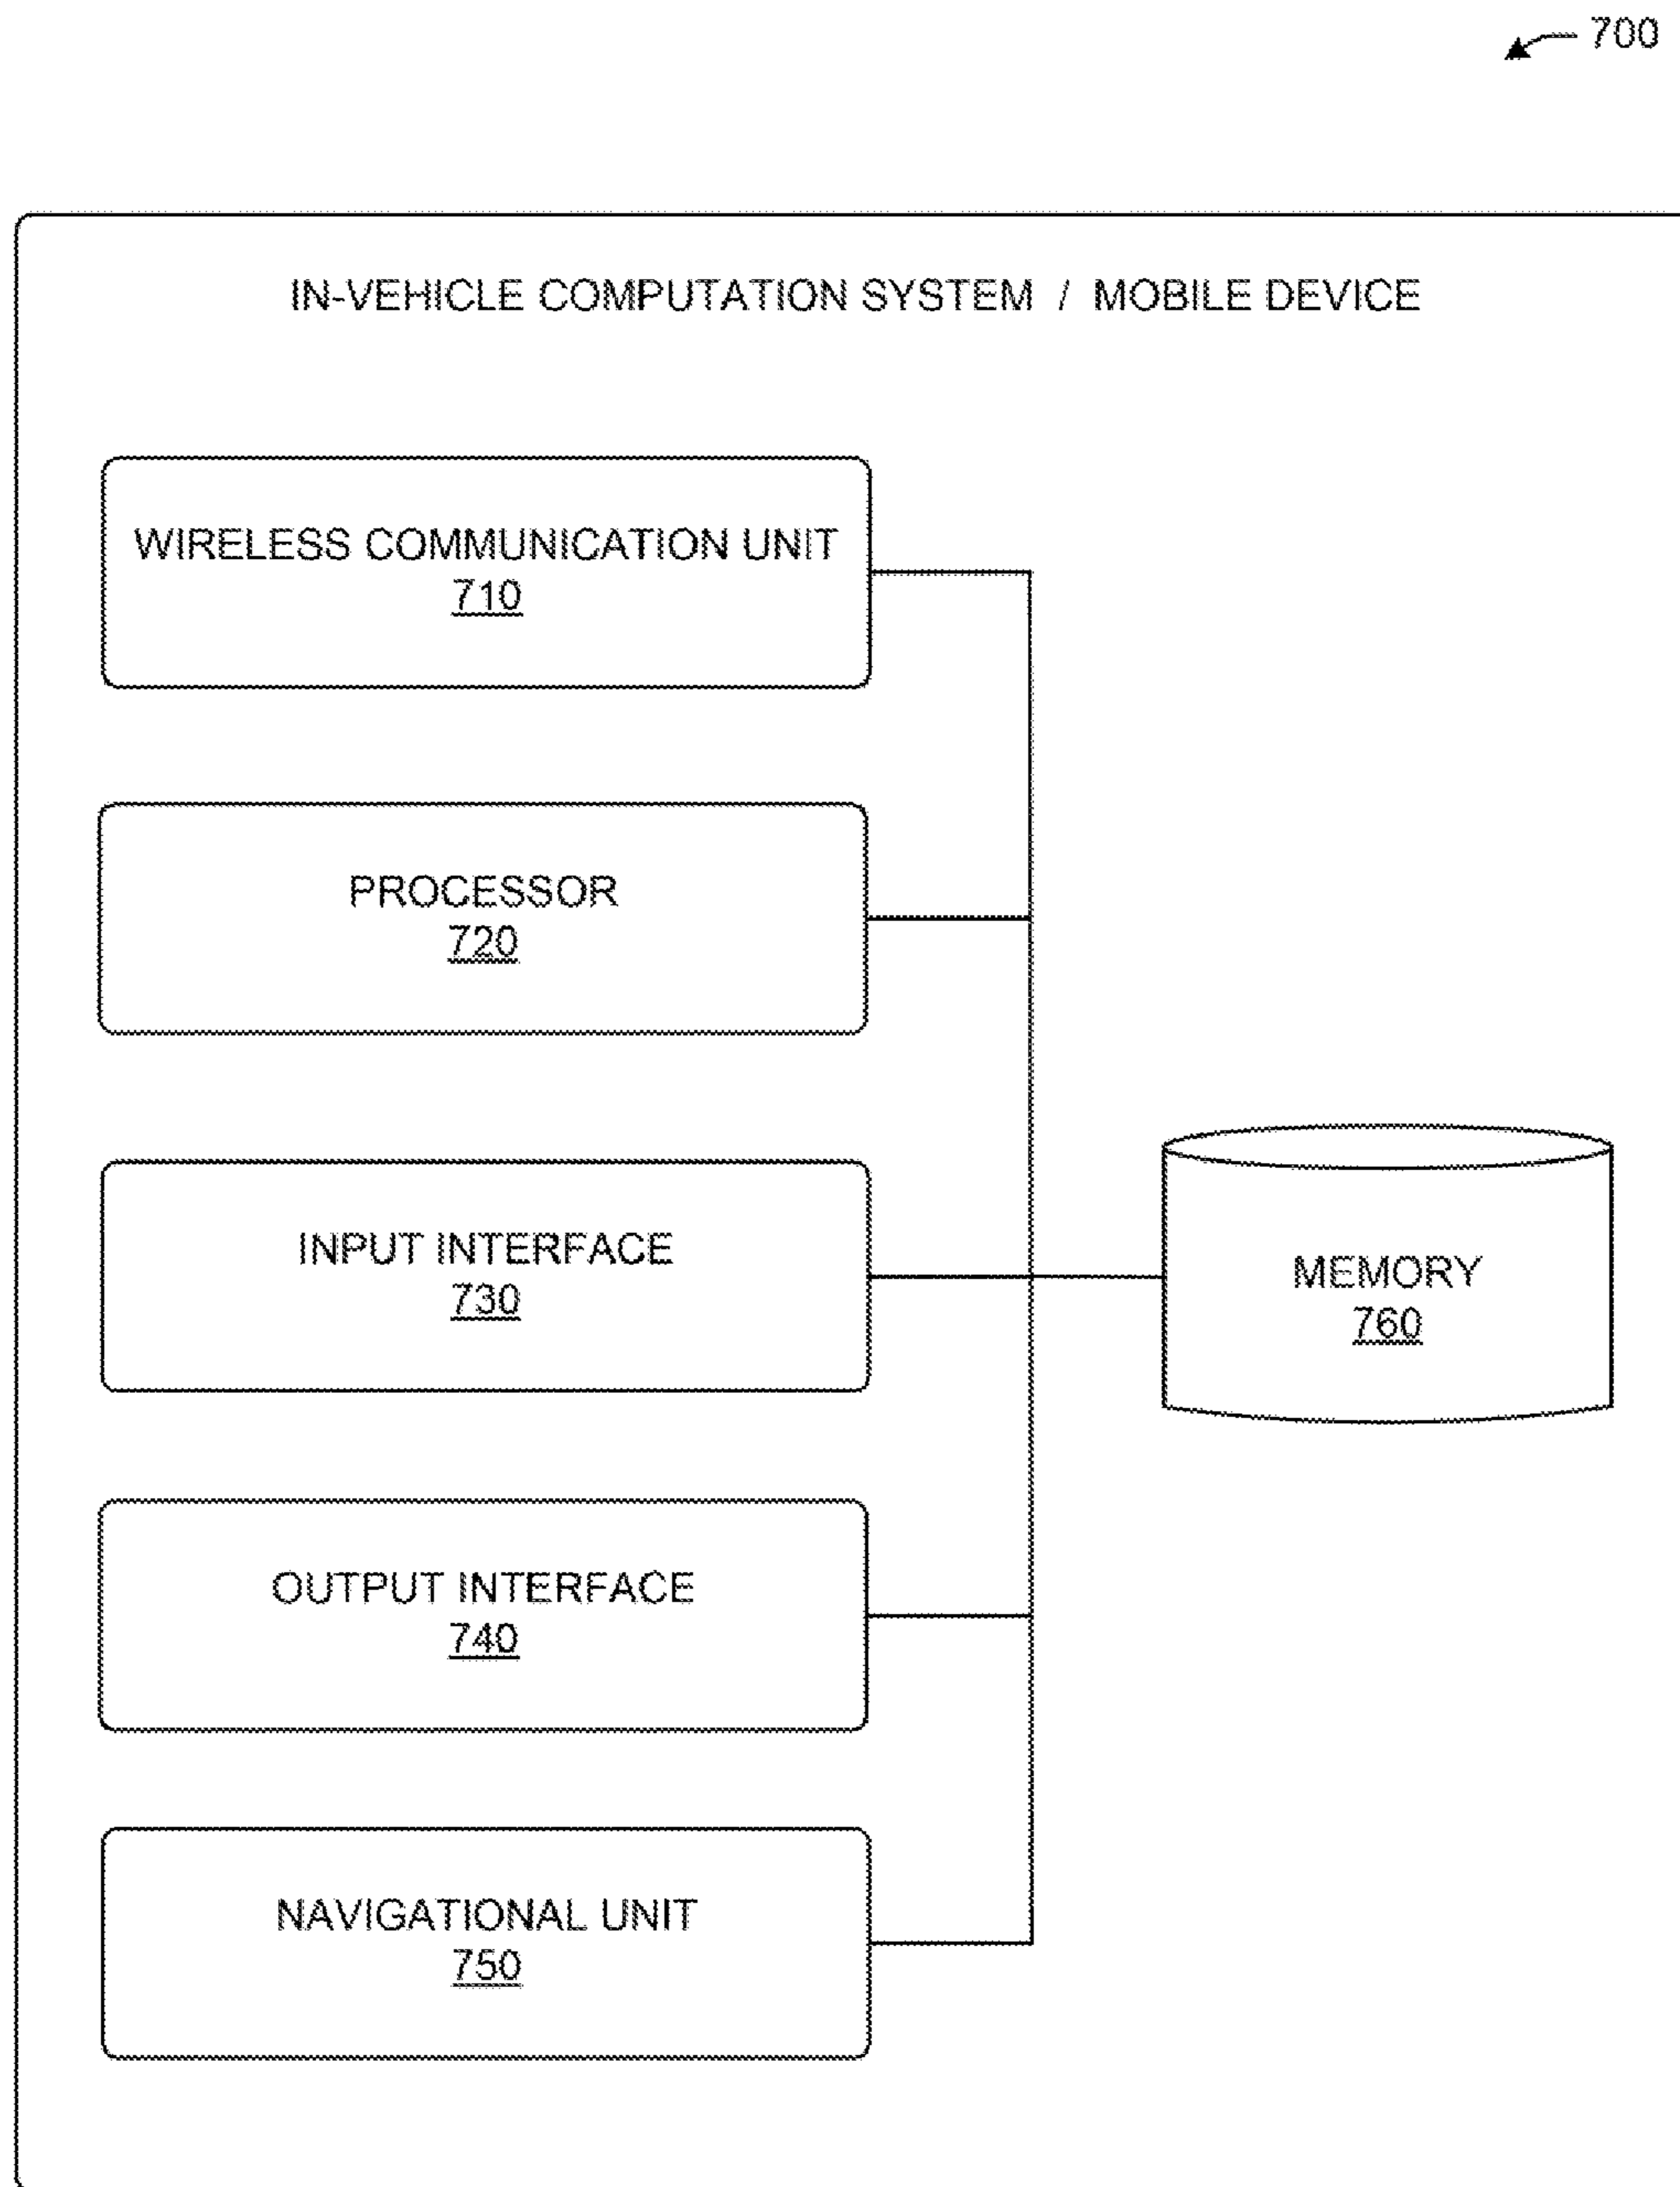 700
IN-VEHICLE COMPUTATION SYSTEM / MOBILE DEVICE
WIRELESS COMMUNICATION UNIT
710
PROCESSOR
720
INPUT INTERFACE
730
MEMORY
760
OUTPUT INTERFACE
740
NAVIGATIONAL UNIT
750